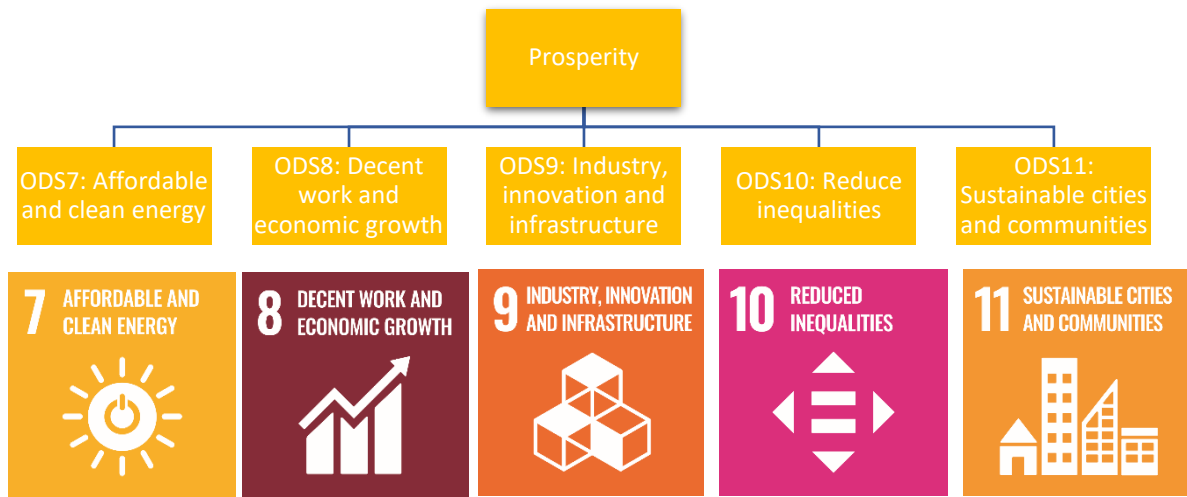 Prosperity
ODS7: Affordable
and clean energy
ODS8: Decent
work and
economic growth
ODS9: Industry,
innovation and
infrastructure
ODS10: Reduce
inequalities
ODS11:
Sustainable cities
and communities
7 AFFORDABLE AND
CLEAN ENERGY
8 DECENT WORK AND
ECONOMIC GROWTH
9 INDUSTRY, INNOVATION
AND INFRASTRUCTURE
10 REDUCED
INEQUALITIES
11 SUSTAINABLE CITIES
AND COMMUNITIES